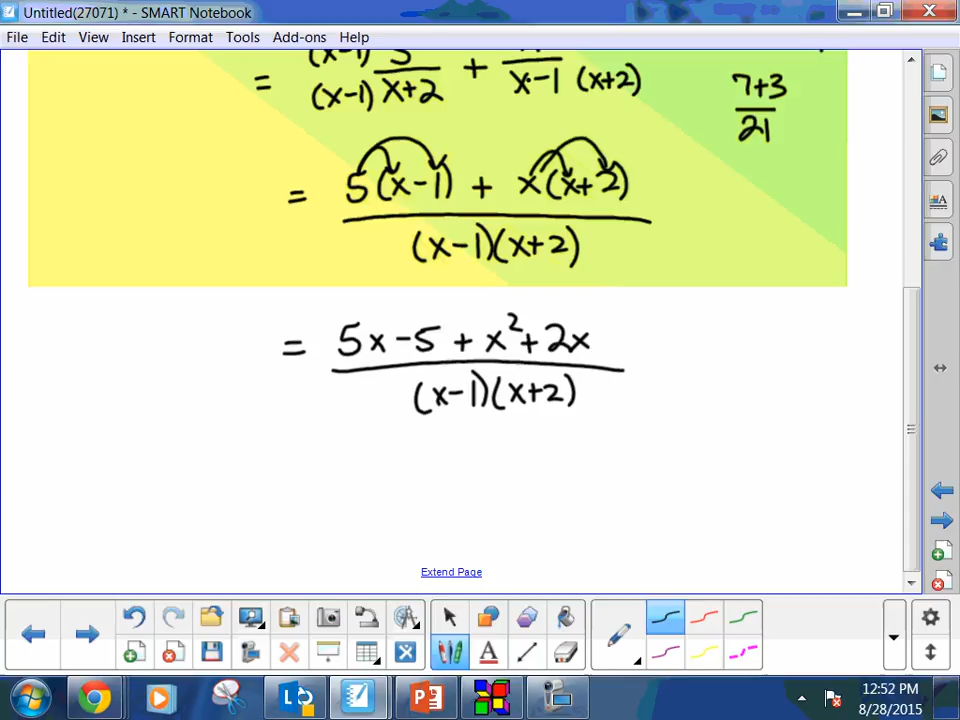 Untitled(27071) * - SMART Notebook
File Edit View Insert Format Tools Add-ons Help
= (x-1) 5 / (x-1) x+2 + / x-1 (x+2)
7+3
21
= 5(x-1) + x(x+2)
(x-1)(x+2)
= 5x-5 + x²+2x
(x-1)(x+2)
Extend Page
12:52 PM
8/28/2015